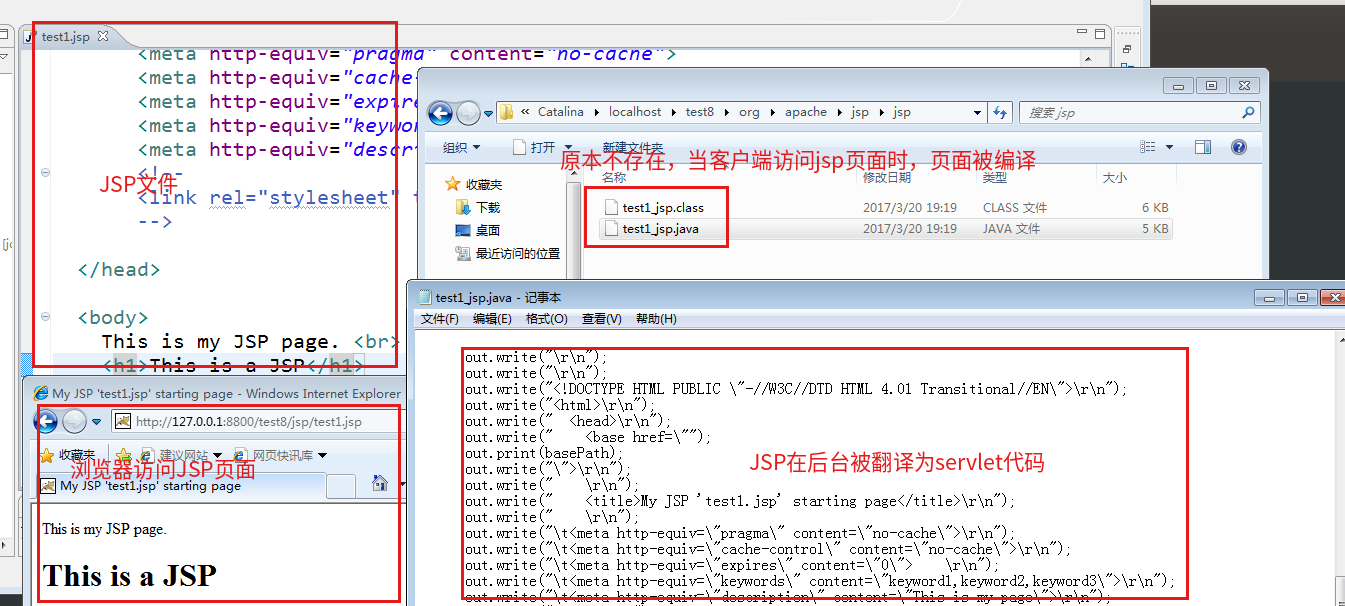 test1.jsp
<meta http-equiv="pragma" content="no-cache">
<meta http-equiv="cache-
<meta http-equiv="expire
<meta http-equiv="keywor
<meta http-equiv="descr
<!--
<link rel="stylesheet"
-->
</head>
<body>
This is my JSP page. <br>
<h1>This is a JSP</h1>
JSP文件
« Catalina localhost test8 org apache jsp jsp
搜索 jsp
组织 打开 新建文件夹
原本不存在，当客户端访问jsp页面时，页面被编译
收藏夹
下载
桌面
最近访问的位置
名称 修改日期 类型 大小
test1_jsp.class 2017/3/20 19:19 CLASS 文件 6 KB
test1_jsp.java 2017/3/20 19:19 JAVA 文件 5 KB
test1_jsp.java - 记事本
文件(F) 编辑(E) 格式(O) 查看(V) 帮助(H)
out.write("\r\n");
out.write("\r\n");
out.write("<!DOCTYPE HTML PUBLIC \"-//W3C//DTD HTML 4.01 Transitional//EN\">\r\n");
out.write("<html>\r\n");
out.write("  <head>\r\n");
out.write("    <base href=\"");
out.print(basePath);
out.write("\">\r\n");
out.write("    \r\n");
out.write("    <title>My JSP 'test1.jsp' starting page</title>\r\n");
out.write("    \r\n");
out.write("\t<meta http-equiv=\"pragma\" content=\"no-cache\">\r\n");
out.write("\t<meta http-equiv=\"cache-control\" content=\"no-cache\">\r\n");
out.write("\t<meta http-equiv=\"expires\" content=\"0\">    \r\n");
out.write("\t<meta http-equiv=\"keywords\" content=\"keyword1,keyword2,keyword3\">\r\n");
out.write("\t<meta http-equiv=\"description\" content=\"This is my page\">\r\n");
JSP在后台被翻译为servlet代码
My JSP 'test1.jsp' starting page - Windows Internet Explorer
http://127.0.0.1:8800/test8/jsp/test1.jsp
收藏夹 建议网站 网页快讯库
浏览器访问JSP页面
My JSP 'test1.jsp' starting page
This is my JSP page.
This is a JSP